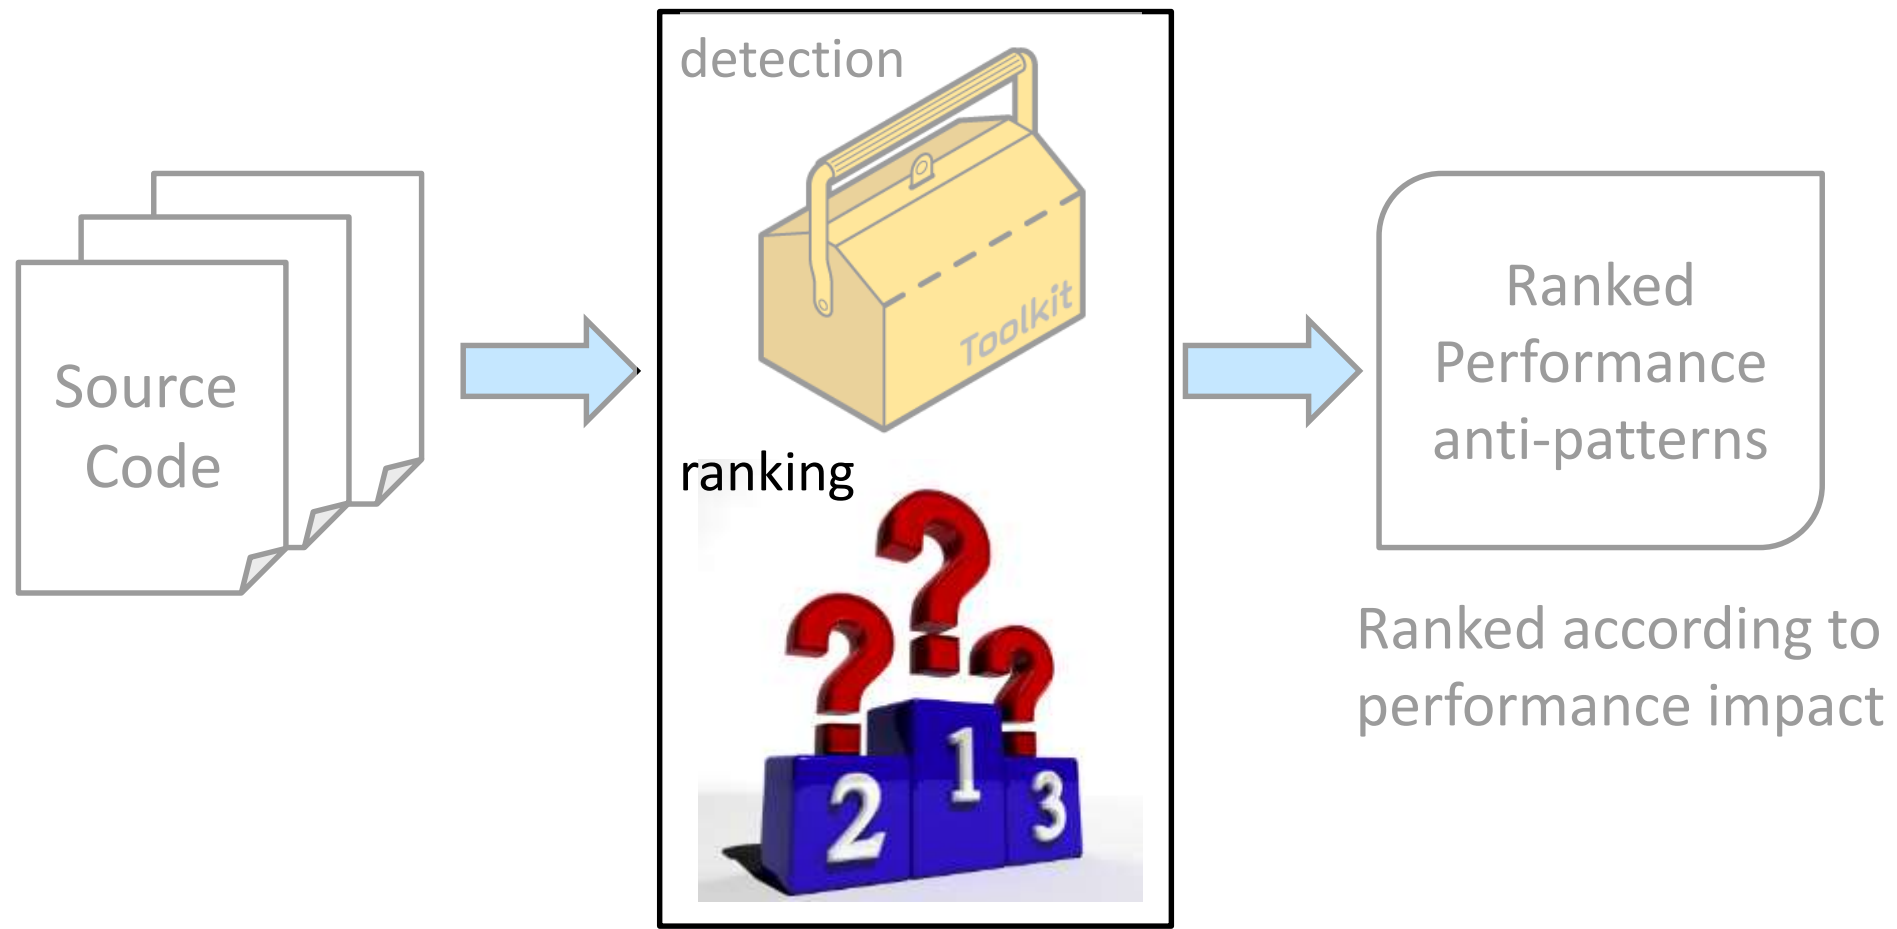 Source
Code
detection
Toolkit
ranking
2
1
3
Ranked
Performance
anti-patterns
Ranked according to
performance impact